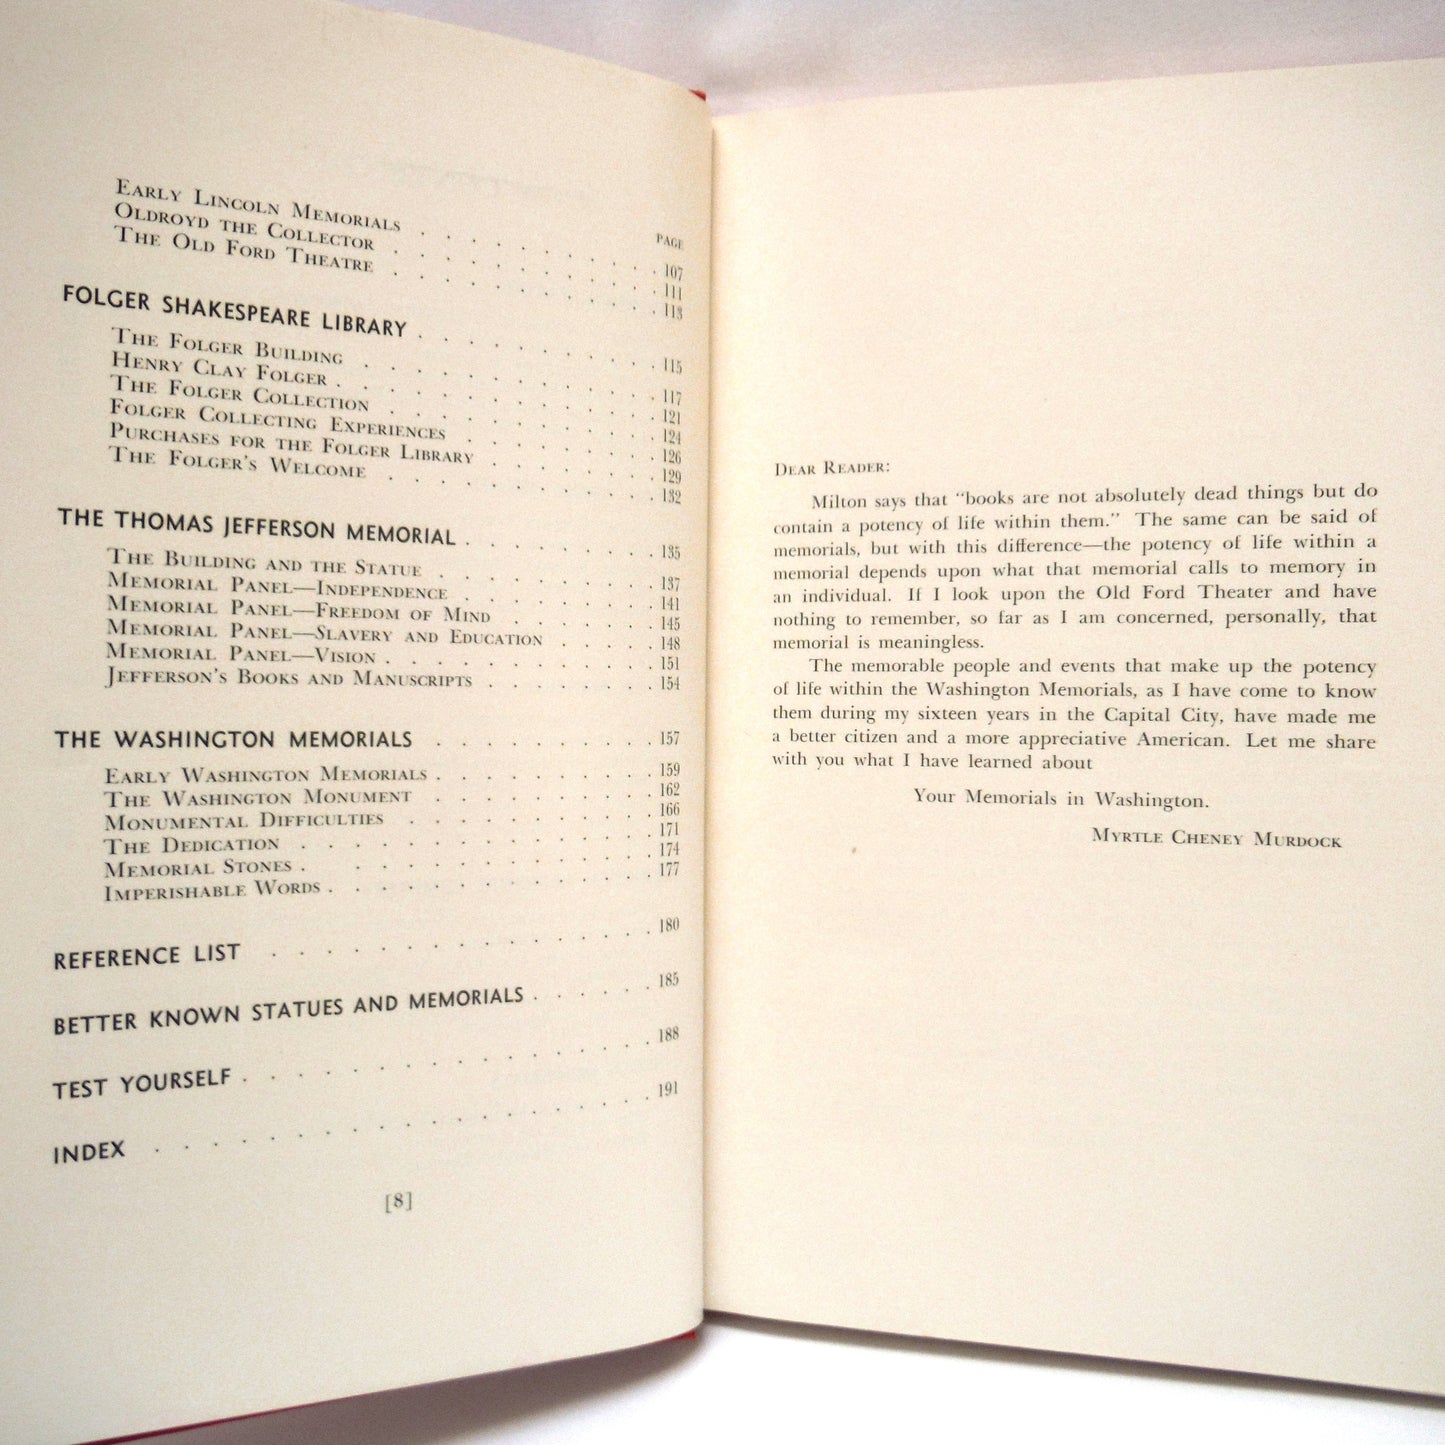 PAGE
EARLY LINCOLN MEMORIALS . . . . . . . . . . 107
OLDROYD THE COLLECTOR . . . . . . . . . . . 111
THE OLD FORD THEATRE . . . . . . . . . . . 113
FOLGER SHAKESPEARE LIBRARY . . . . . . . . . . 115
THE FOLGER BUILDING . . . . . . . . . . . . 117
HENRY CLAY FOLGER . . . . . . . . . . . . . 121
THE FOLGER COLLECTION . . . . . . . . . . . 124
FOLGER COLLECTING EXPERIENCES . . . . . . . . 126
PURCHASES FOR THE FOLGER LIBRARY . . . . . . . 129
THE FOLGER'S WELCOME . . . . . . . . . . . 132
THE THOMAS JEFFERSON MEMORIAL . . . . . . . . 135
THE BUILDING AND THE STATUE . . . . . . . . . 137
MEMORIAL PANEL—INDEPENDENCE . . . . . . . . 141
MEMORIAL PANEL—FREEDOM OF MIND . . . . . . 145
MEMORIAL PANEL—SLAVERY AND EDUCATION . . . . 148
MEMORIAL PANEL—VISION . . . . . . . . . . . 151
JEFFERSON'S BOOKS AND MANUSCRIPTS . . . . . . . 154
THE WASHINGTON MEMORIALS . . . . . . . . . 157
EARLY WASHINGTON MEMORIALS . . . . . . . . . 159
THE WASHINGTON MONUMENT . . . . . . . . . 162
MONUMENTAL DIFFICULTIES . . . . . . . . . . 166
THE DEDICATION . . . . . . . . . . . . . . 171
MEMORIAL STONES . . . . . . . . . . . . . 174
IMPERISHABLE WORDS . . . . . . . . . . . . . 177
REFERENCE LIST . . . . . . . . . . . . . . . 180
BETTER KNOWN STATUES AND MEMORIALS . . . . . 185
TEST YOURSELF . . . . . . . . . . . . . . . . 188
INDEX . . . . . . . . . . . . . . . . . . 191
[8]
DEAR READER:
Milton says that "books are not absolutely dead things but do
contain a potency of life within them." The same can be said of
memorials, but with this difference—the potency of life within a
memorial depends upon what that memorial calls to memory in
an individual. If I look upon the Old Ford Theater and have
nothing to remember, so far as I am concerned, personally, that
memorial is meaningless.
The memorable people and events that make up the potency
of life within the Washington Memorials, as I have come to know
them during my sixteen years in the Capital City, have made me
a better citizen and a more appreciative American. Let me share
with you what I have learned about
Your Memorials in Washington.
MYRTLE CHENEY MURDOCK